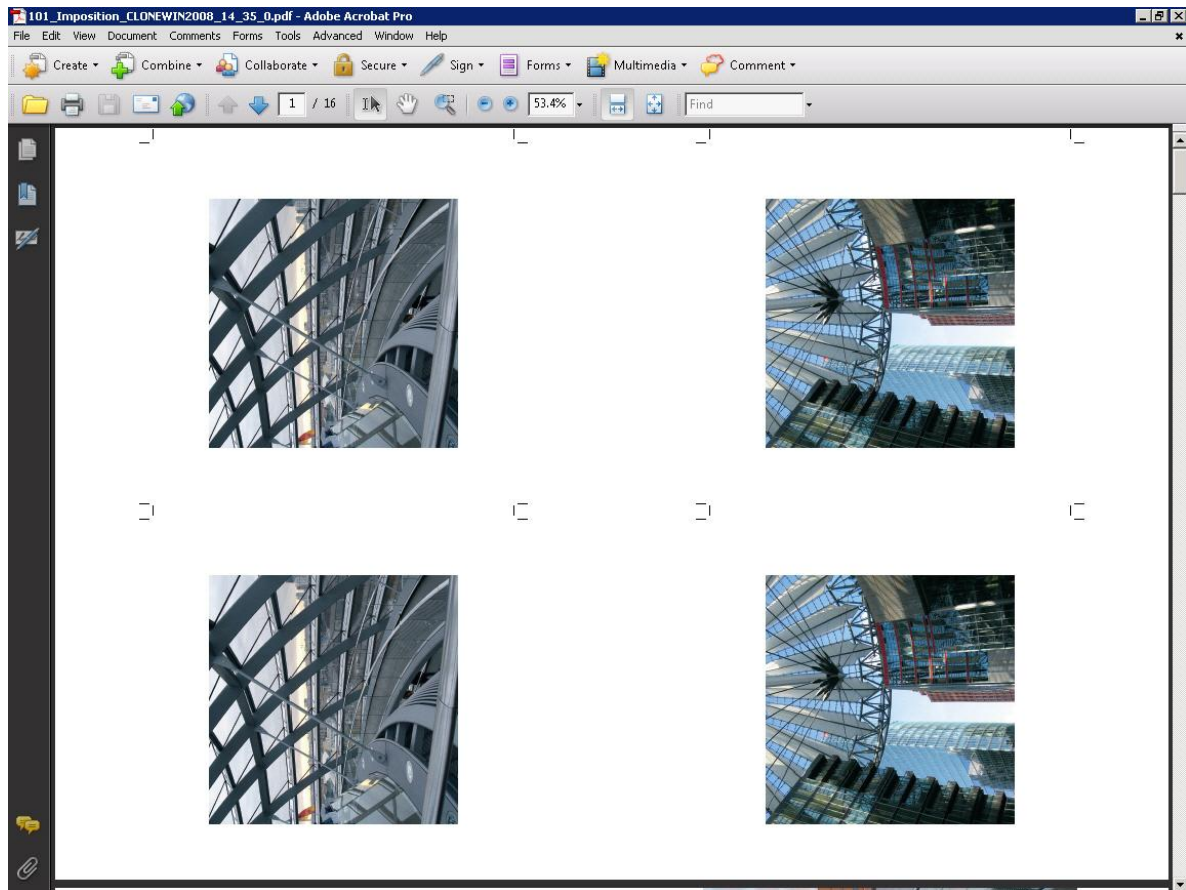 101_Imposition_CLONEWIN2008_14_35_0.pdf - Adobe Acrobat Pro
File Edit View Document Comments Forms Tools Advanced Window Help
Create Combine Collaborate Secure Sign Forms Multimedia Comment
1 / 16 53.4% Find